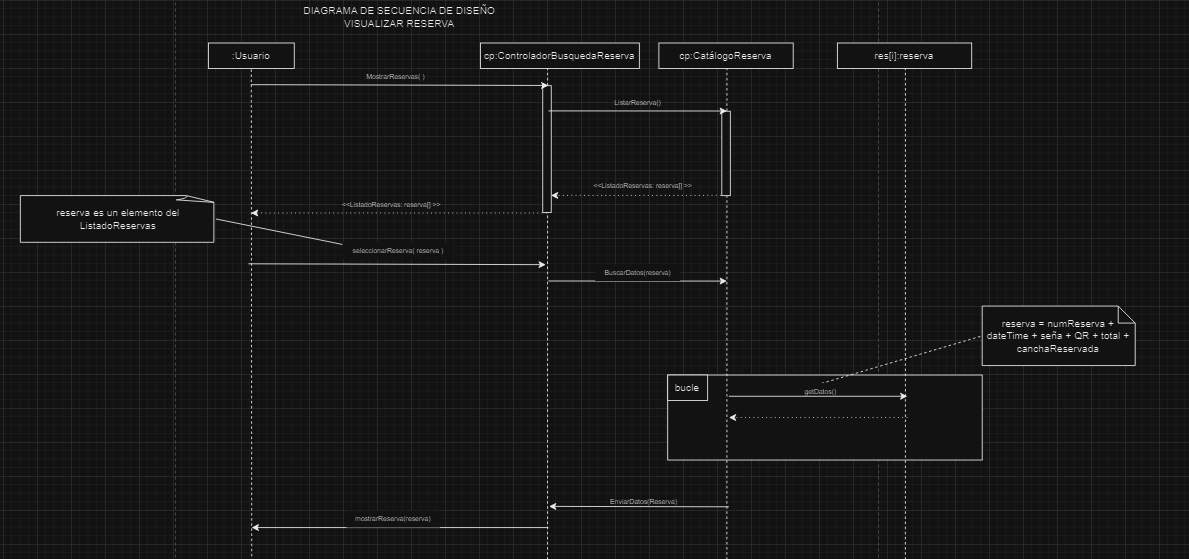 DIAGRAMA DE SECUENCIA DE DISEÑO
VISUALIZAR RESERVA
:Usuario
cp:ControladorBusquedaReserva
cp:CatálogoReserva
res[i]:reserva
MostrarReservas( )
ListarReserva()
<<ListadoReservas: reserva[] >>
<<ListadoReservas: reserva[] >>
reserva es un elemento del
ListadoReservas
seleccionarReserva( reserva )
BuscarDatos(reserva)
reserva = numReserva +
dateTime + seña + QR + total +
canchaReservada
bucle
getDatos()
EnviarDatos(Reserva)
mostrarReserva(reserva)